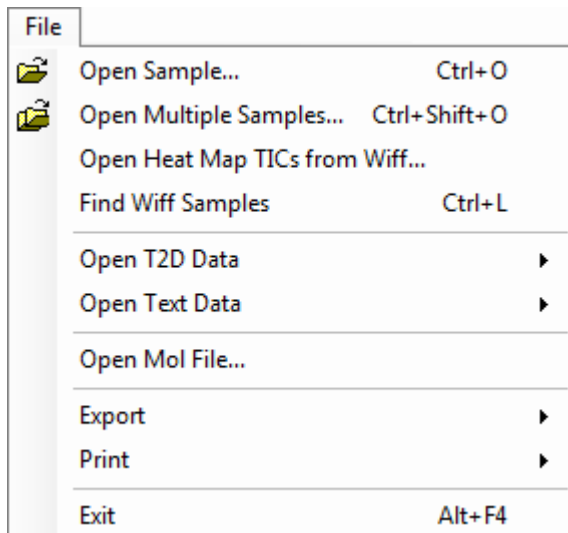 File
Open Sample... Ctrl+O
Open Multiple Samples... Ctrl+Shift+O
Open Heat Map TICs from Wiff...
Find Wiff Samples Ctrl+L
Open T2D Data
Open Text Data
Open Mol File...
Export
Print
Exit Alt+F4